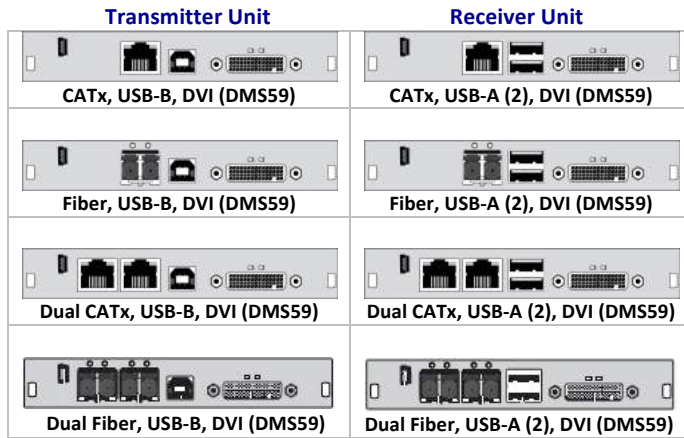 Transmitter Unit
Receiver Unit
CATx, USB-B, DVI (DMS59)
CATx, USB-A (2), DVI (DMS59)
Fiber, USB-B, DVI (DMS59)
Fiber, USB-A (2), DVI (DMS59)
Dual CATx, USB-B, DVI (DMS59)
Dual CATx, USB-A (2), DVI (DMS59)
Dual Fiber, USB-B, DVI (DMS59)
Dual Fiber, USB-A (2), DVI (DMS59)